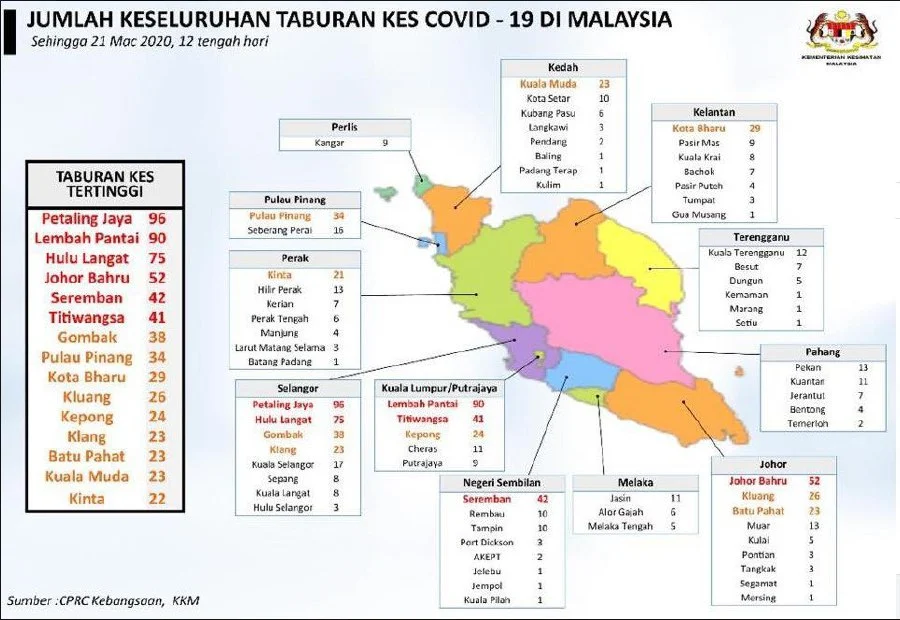 JUMLAH KESELURUHAN TABURAN KES COVID - 19 DI MALAYSIA
Sehingga 21 Mac 2020, 12 tengah hari
KEMENTERIAN KESIHATAN
MALAYSIA
TABURAN KES
TERTINGGI
Petaling Jaya 96
Lembah Pantai 90
Hulu Langat 75
Johor Bahru 52
Seremban 42
Titiwangsa 41
Gombak 38
Pulau Pinang 34
Kota Bharu 29
Kluang 26
Kepong 24
Klang 23
Batu Pahat 23
Kuala Muda 23
Kinta 22
Perlis
Kangar 9
Kedah
Kuala Muda 23
Kota Setar 10
Kubang Pasu 6
Langkawi 3
Pendang 2
Baling 1
Padang Terap 1
Kulim 1
Kelantan
Kota Bharu 29
Pasir Mas 9
Kuala Krai 8
Bachok 7
Pasir Puteh 4
Tumpat 3
Gua Musang 1
Pulau Pinang
Pulau Pinang 34
Seberang Perai 16
Perak
Kinta 21
Hilir Perak 13
Kerian 7
Perak Tengah 6
Manjung 4
Larut Matang Selama 3
Batang Padang 1
Terengganu
Kuala Terengganu 12
Besut 7
Dungun 5
Kemaman 1
Marang 1
Setiu 1
Pahang
Pekan 13
Kuantan 11
Jerantut 7
Bentong 4
Temerloh 2
Selangor
Petaling Jaya 96
Hulu Langat 75
Gombak 38
Klang 23
Kuala Selangor 17
Sepang 8
Kuala Langat 8
Hulu Selangor 3
Kuala Lumpur/Putrajaya
Lembah Pantai 90
Titiwangsa 41
Kepong 24
Cheras 11
Putrajaya 9
Negeri Sembilan
Seremban 42
Rembau 10
Tampin 10
Port Dickson 3
AKEPT 2
Jelebu 1
Jempol 1
Kuala Pilah 1
Melaka
Jasin 11
Alor Gajah 6
Melaka Tengah 5
Johor
Johor Bahru 52
Kluang 26
Batu Pahat 23
Muar 13
Kulai 5
Pontian 3
Tangkak 3
Segamat 1
Mersing 1
Sumber :CPRC Kebangsaan, KKM